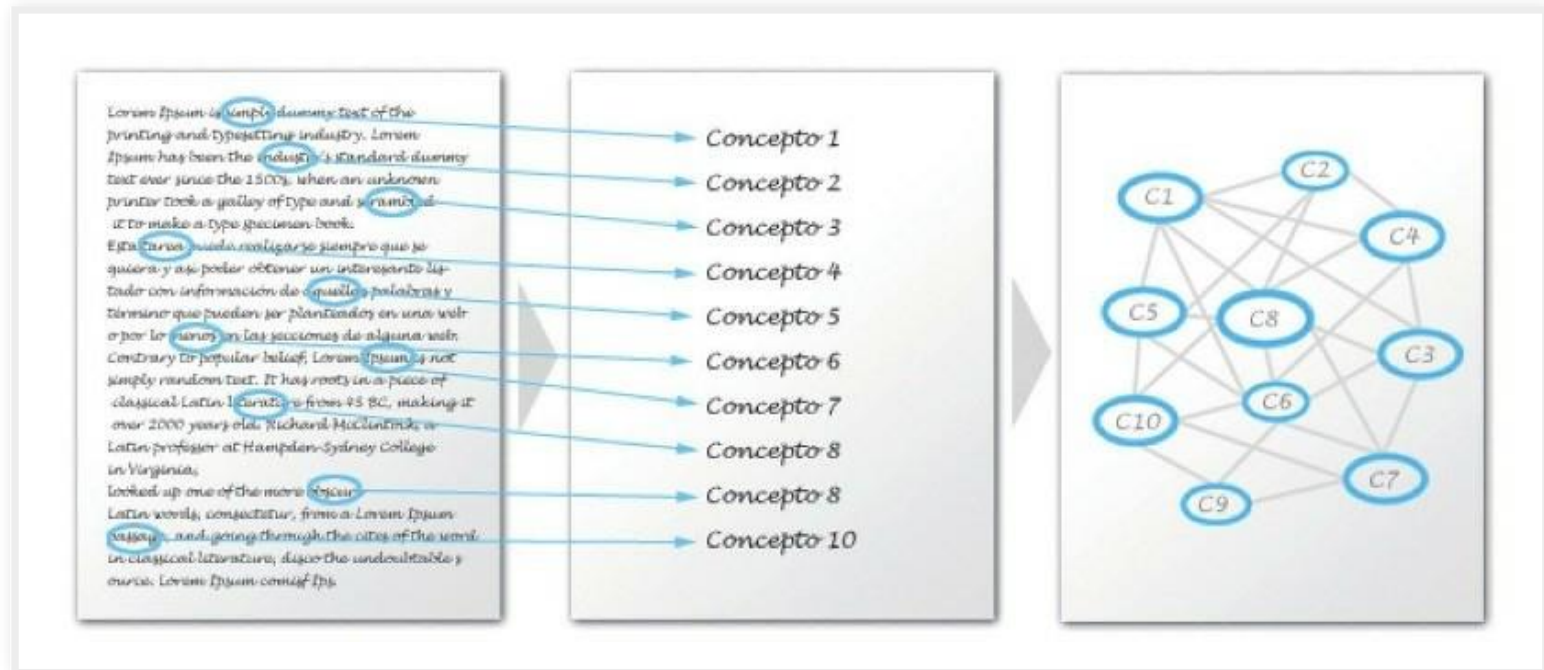 Lorem Ipsum is simply dummy text of the
printing and typesetting industry. Lorem
Ipsum has been the industry's standard dummy
text ever since the 1500s, when an unknown
printer took a galley of type and scrambled
it to make a type specimen book.
Esta tarea puede realizarse siempre que se
quiera y asi poder obtener un interesante lis-
tado con información de aquellas palabras y
término que pueden ser planteados en una web
o por lo menos en las secciones de alguna web.
Contrary to popular belief, Lorem Ipsum is not
simply random text. It has roots in a piece of
classical Latin literature from 45 BC, making it
over 2000 years old. Richard McClintock, a
Latin professor at Hampden-Sydney College
in Virginia,
looked up one of the more obscure
Latin words, consectetur, from a Lorem Ipsum
passage, and going through the cites of the word
in classical literature, disco the undoubtable s
ource. Lorem Ipsum comisf Ips.
Concepto 1
Concepto 2
Concepto 3
Concepto 4
Concepto 5
Concepto 6
Concepto 7
Concepto 8
Concepto 8
Concepto 10
C2
C1
C4
C5
C8
C3
C6
C10
C7
C9